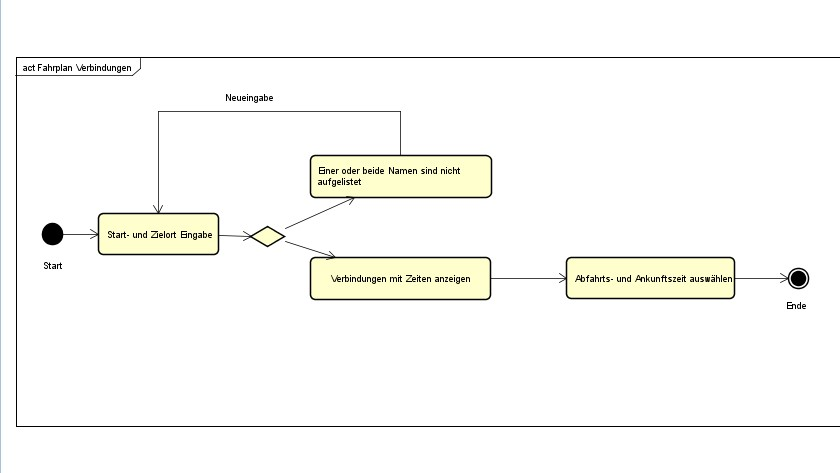 act Fahrplan Verbindungen
Neueingabe
Einer oder beide Namen sind nicht
aufgelistet
Start- und Zielort Eingabe
Start
Verbindungen mit Zeiten anzeigen
Abfahrts- und Ankunftszeit auswählen
Ende